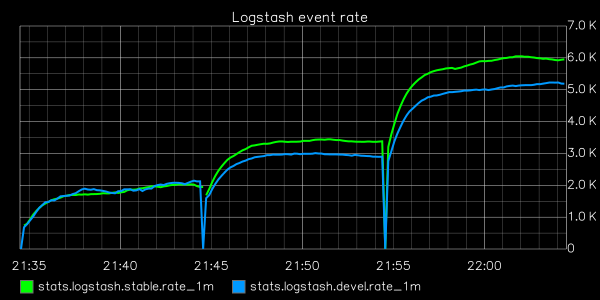 Logstash event rate
7.0 K
6.0 K
5.0 K
4.0 K
3.0 K
2.0 K
1.0 K
0
21:35 21:40 21:45 21:50 21:55 22:00
stats.logstash.stable.rate_1m stats.logstash.devel.rate_1m